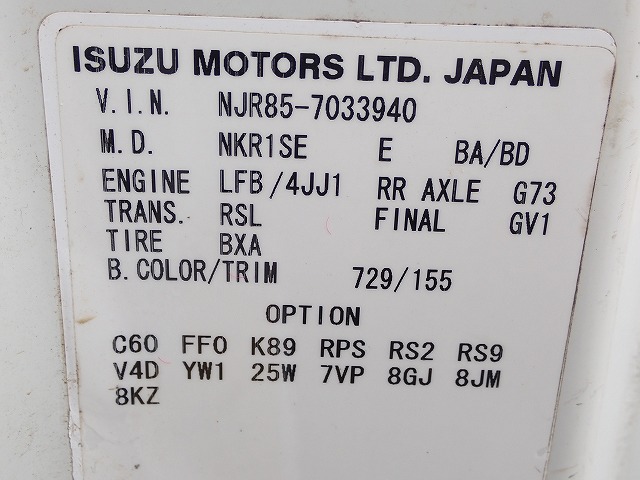 ISUZU MOTORS LTD. JAPAN
V.I.N. NJR85-7033940
M.D. NKR1SE E BA/BD
ENGINE LFB/4JJ1 RR AXLE G73
TRANS. RSL FINAL GV1
TIRE BXA
B.COLOR/TRIM 729/155
OPTION
C60 FF0 K89 RPS RS2 RS9
V4D YW1 25W 7VP 8GJ 8JM
8KZ